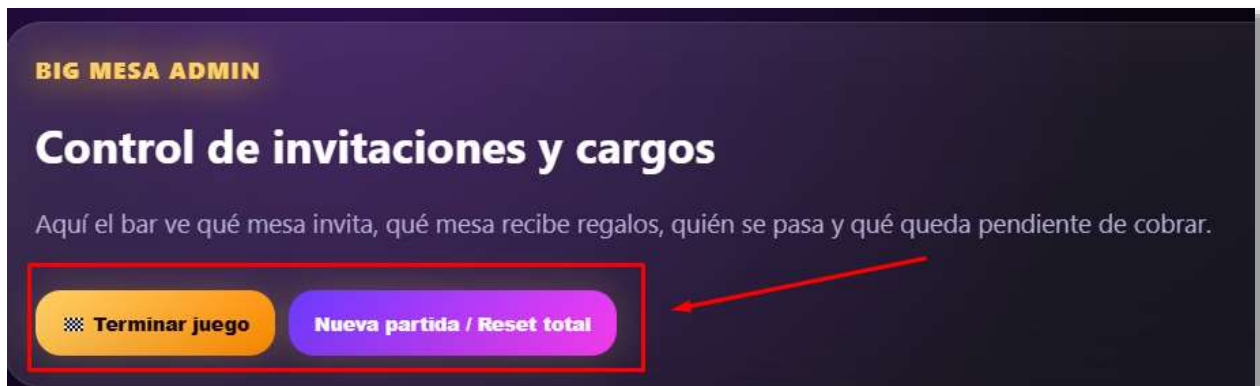 BIG MESA ADMIN
Control de invitaciones y cargos
Aquí el bar ve qué mesa invita, qué mesa recibe regalos, quién se pasa y qué queda pendiente de cobrar.
🏁 Terminar juego
Nueva partida / Reset total